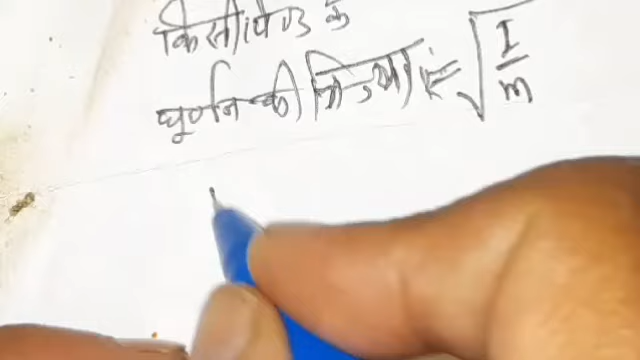 किसी पिण्ड के
घूर्णन की त्रिज्या K = √(I/m)